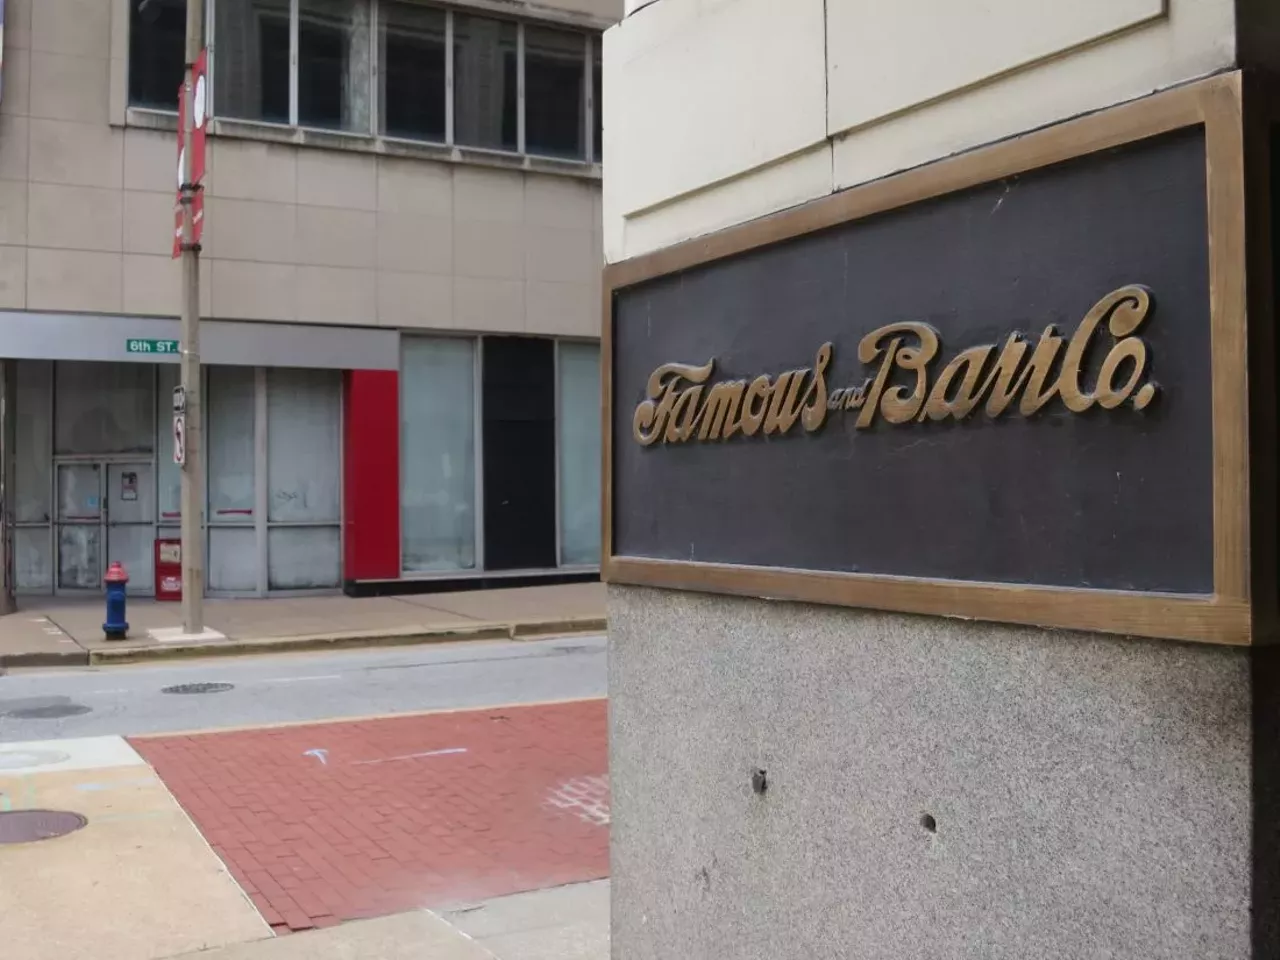 6th ST.
Famous and Barr Co.